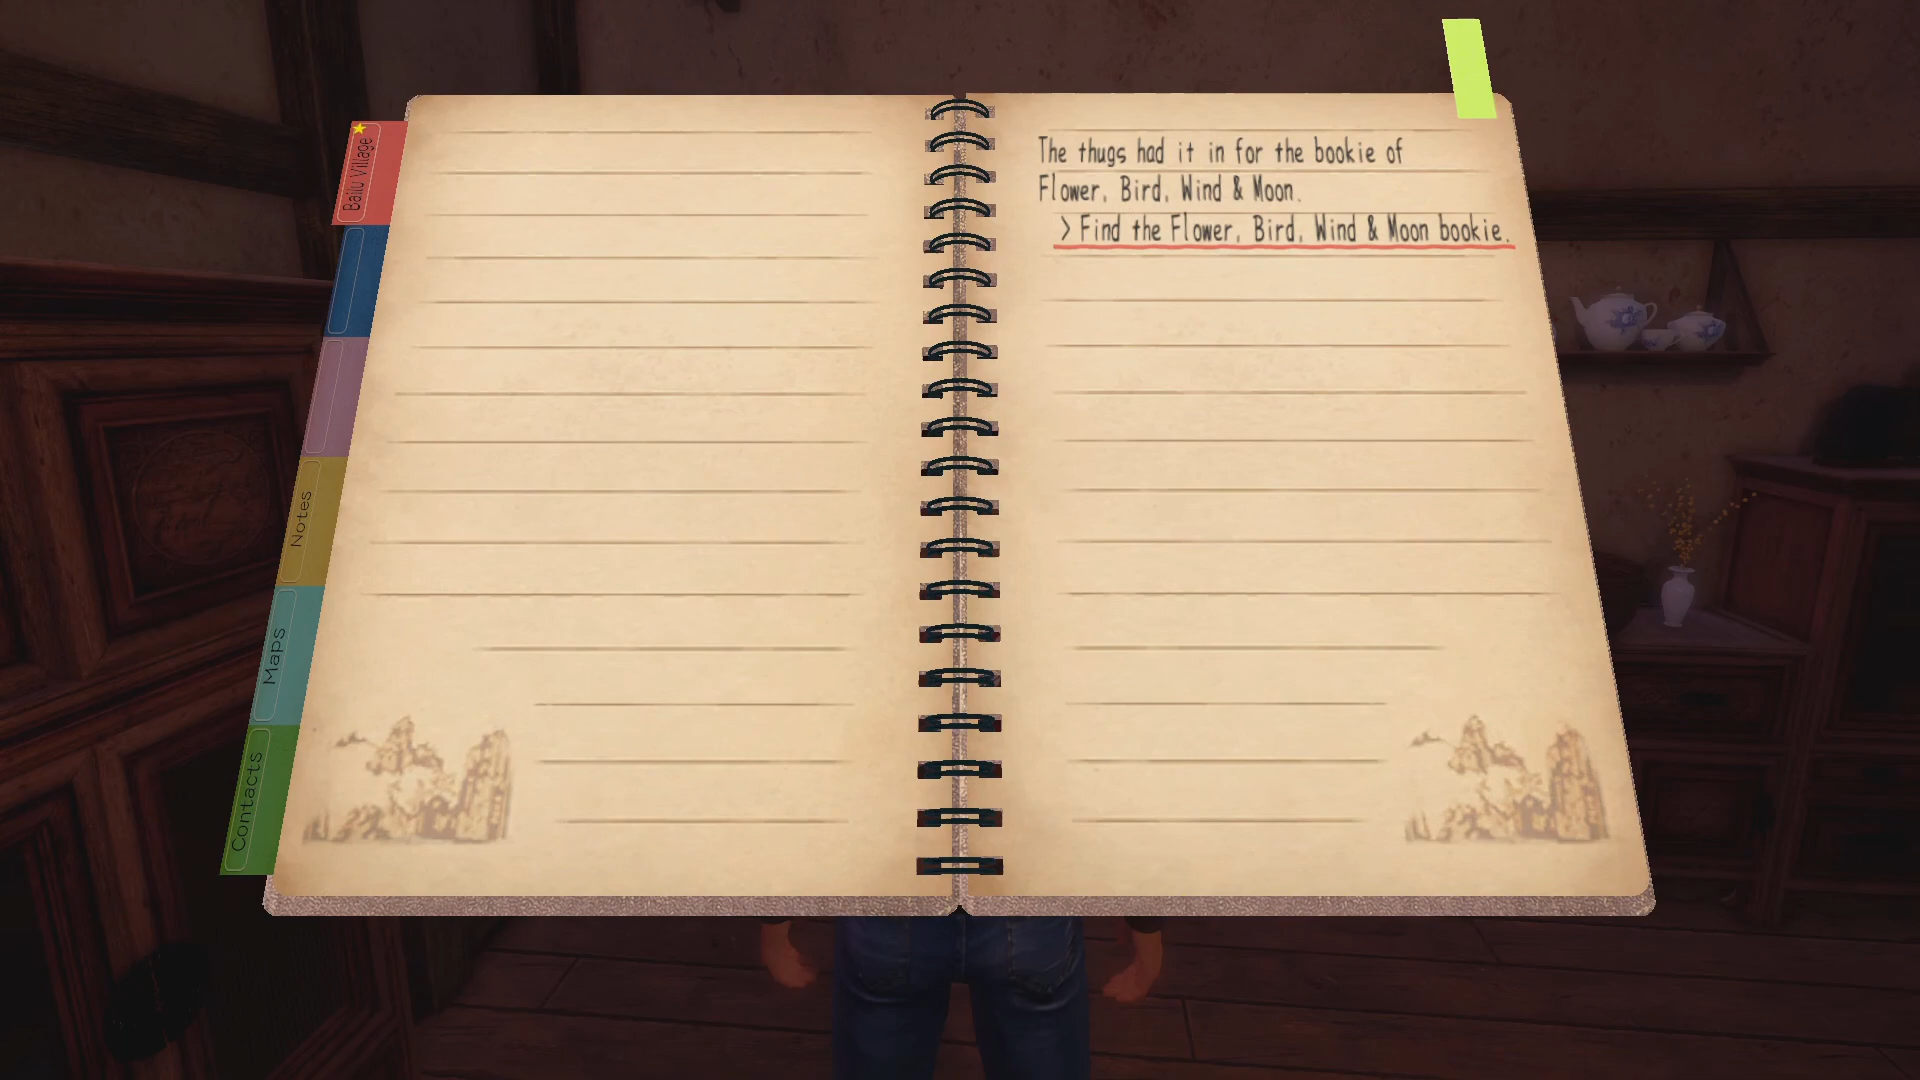 Bailu Village
Notes
Maps
Contacts
The thugs had it in for the bookie of
Flower, Bird, Wind & Moon.
> Find the Flower, Bird, Wind & Moon bookie.